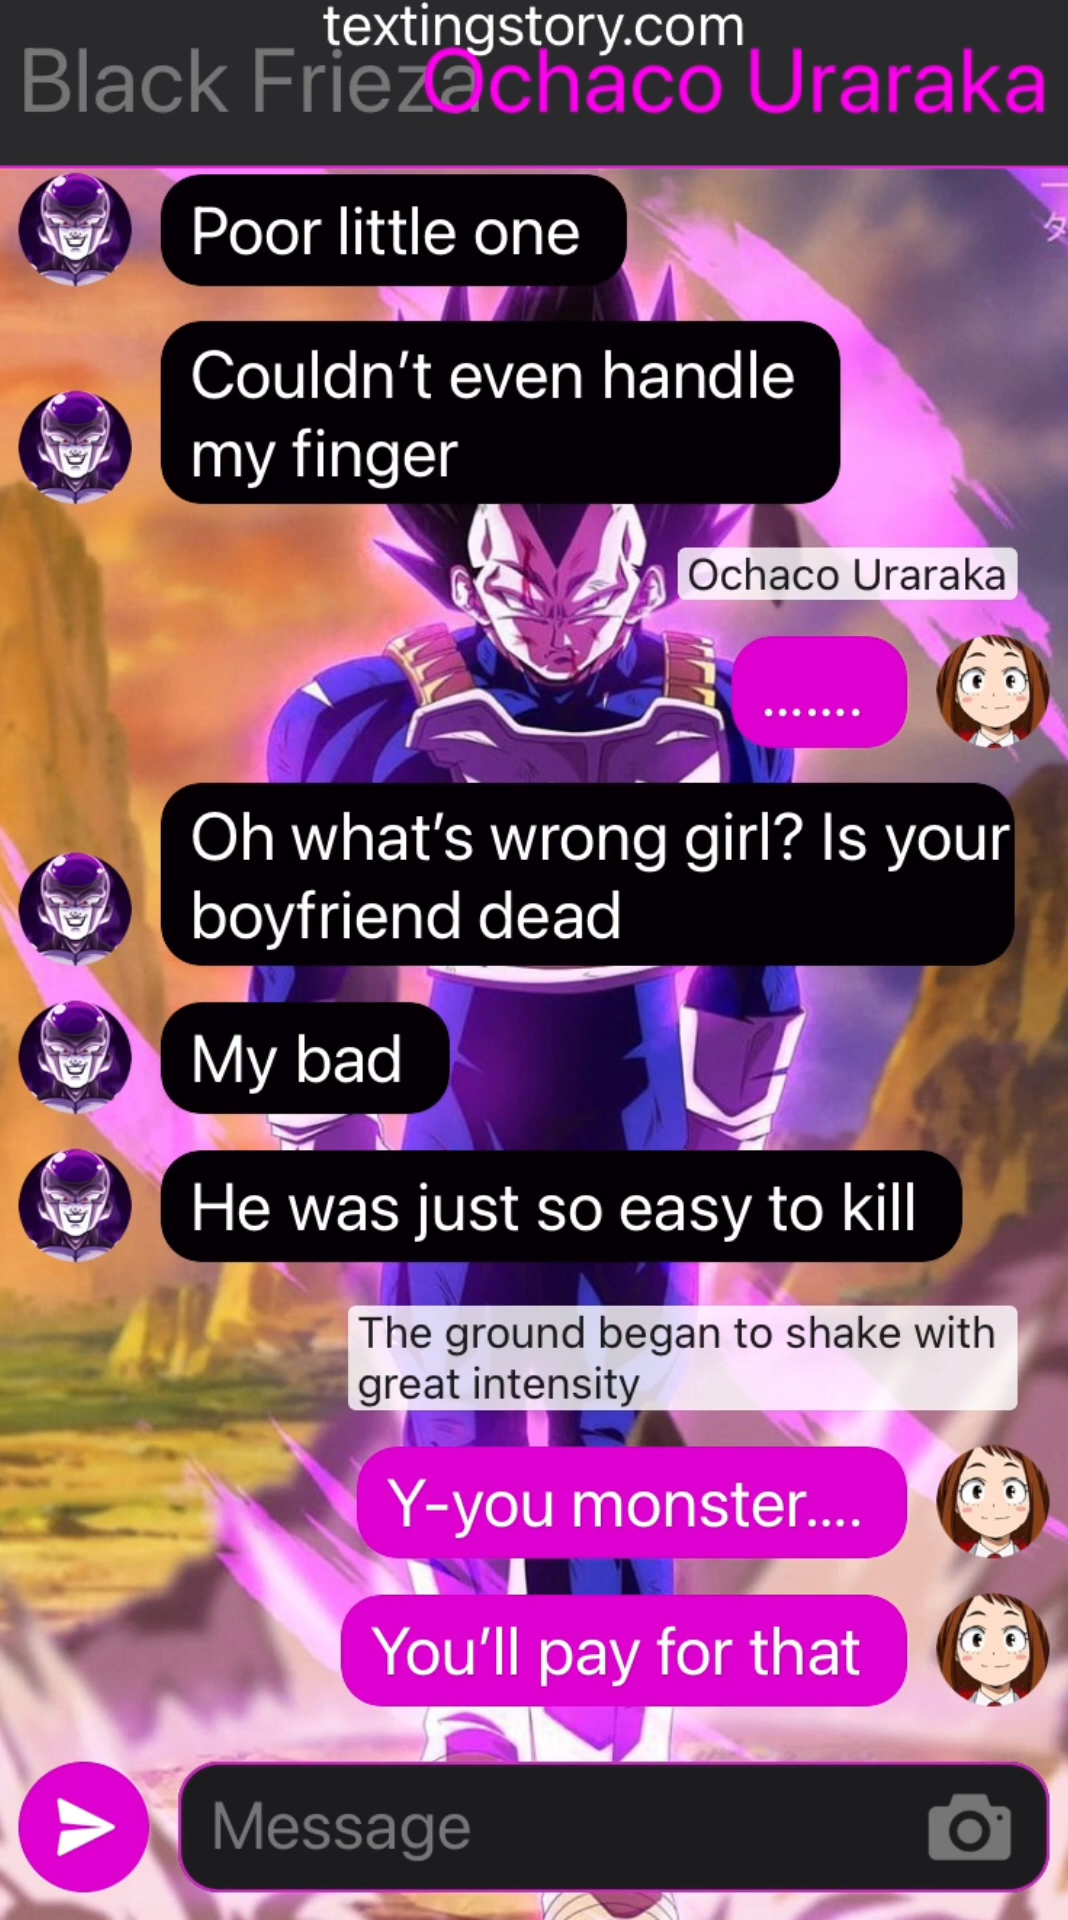 textingstory.com
Black Frieza Ochaco Uraraka
Poor little one
Couldn't even handle
my finger
Ochaco Uraraka
.......
Oh what's wrong girl? Is your
boyfriend dead
My bad
He was just so easy to kill
The ground began to shake with
great intensity
Y-you monster....
You'll pay for that
Message